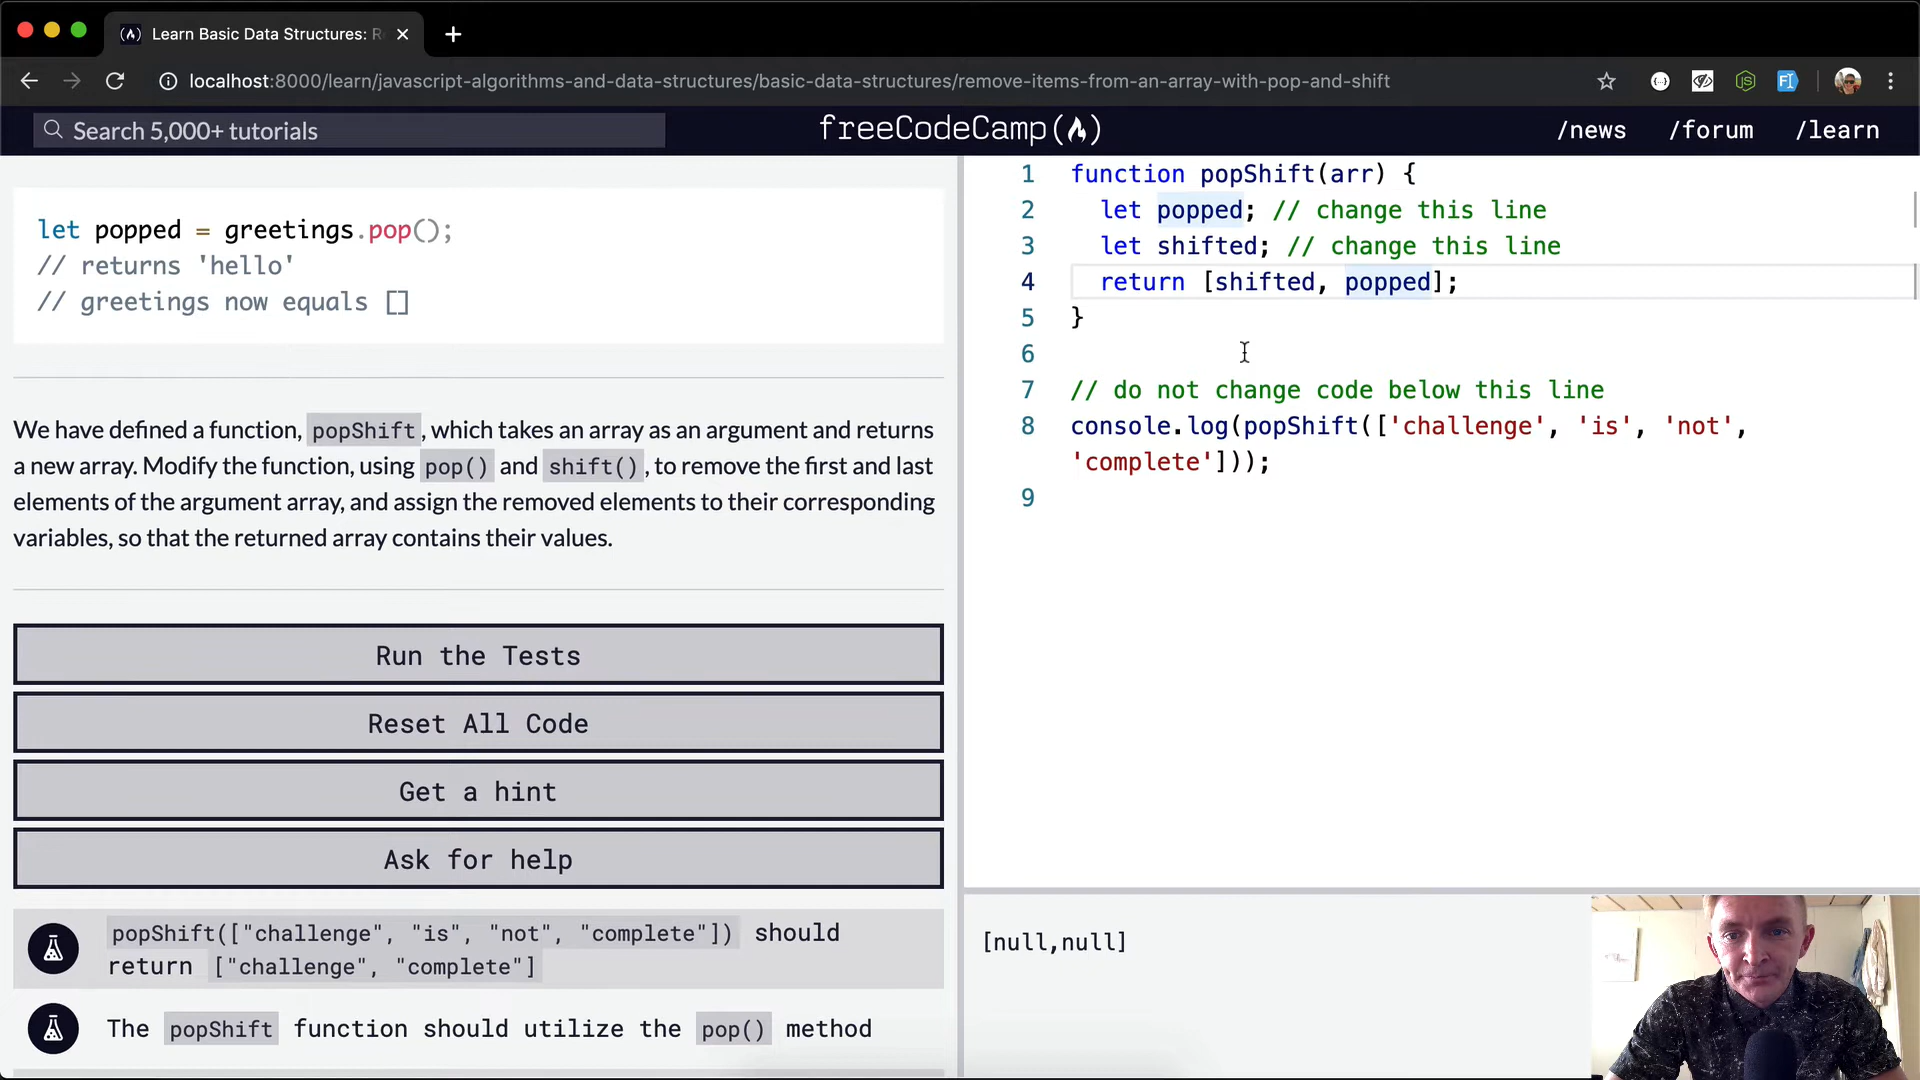 Learn Basic Data Structures: R
localhost:8000/learn/javascript-algorithms-and-data-structures/basic-data-structures/remove-items-from-an-array-with-pop-and-shift
Search 5,000+ tutorials
freeCodeCamp(🔥)
/news /forum /learn
let popped = greetings.pop();
// returns 'hello'
// greetings now equals []
We have defined a function, popShift, which takes an array as an argument and returns
a new array. Modify the function, using pop() and shift(), to remove the first and last
elements of the argument array, and assign the removed elements to their corresponding
variables, so that the returned array contains their values.
Run the Tests
Reset All Code
Get a hint
Ask for help
popShift(["challenge", "is", "not", "complete"]) should
return ["challenge", "complete"]
The popShift function should utilize the pop() method
1 function popShift(arr) {
2 let popped; // change this line
3 let shifted; // change this line
4 return [shifted, popped];
5 }
6
7 // do not change code below this line
8 console.log(popShift(['challenge', 'is', 'not',
'complete']));
9
[null,null]